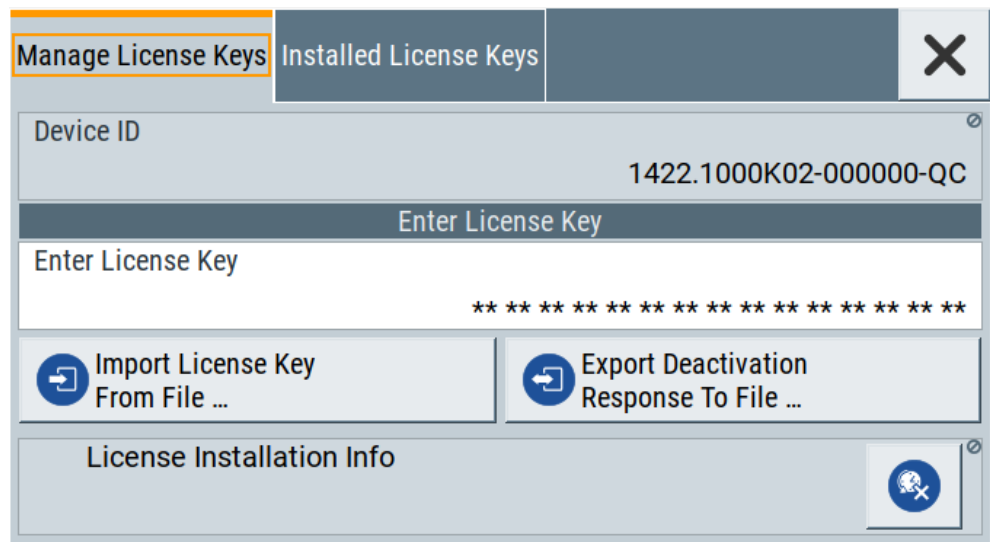 Manage License Keys
Installed License Keys
Device ID
1422.1000K02-000000-QC
Enter License Key
Enter License Key
** ** ** ** ** ** ** ** ** ** ** ** ** ** **
Import License Key
From File ...
Export Deactivation
Response To File ...
License Installation Info